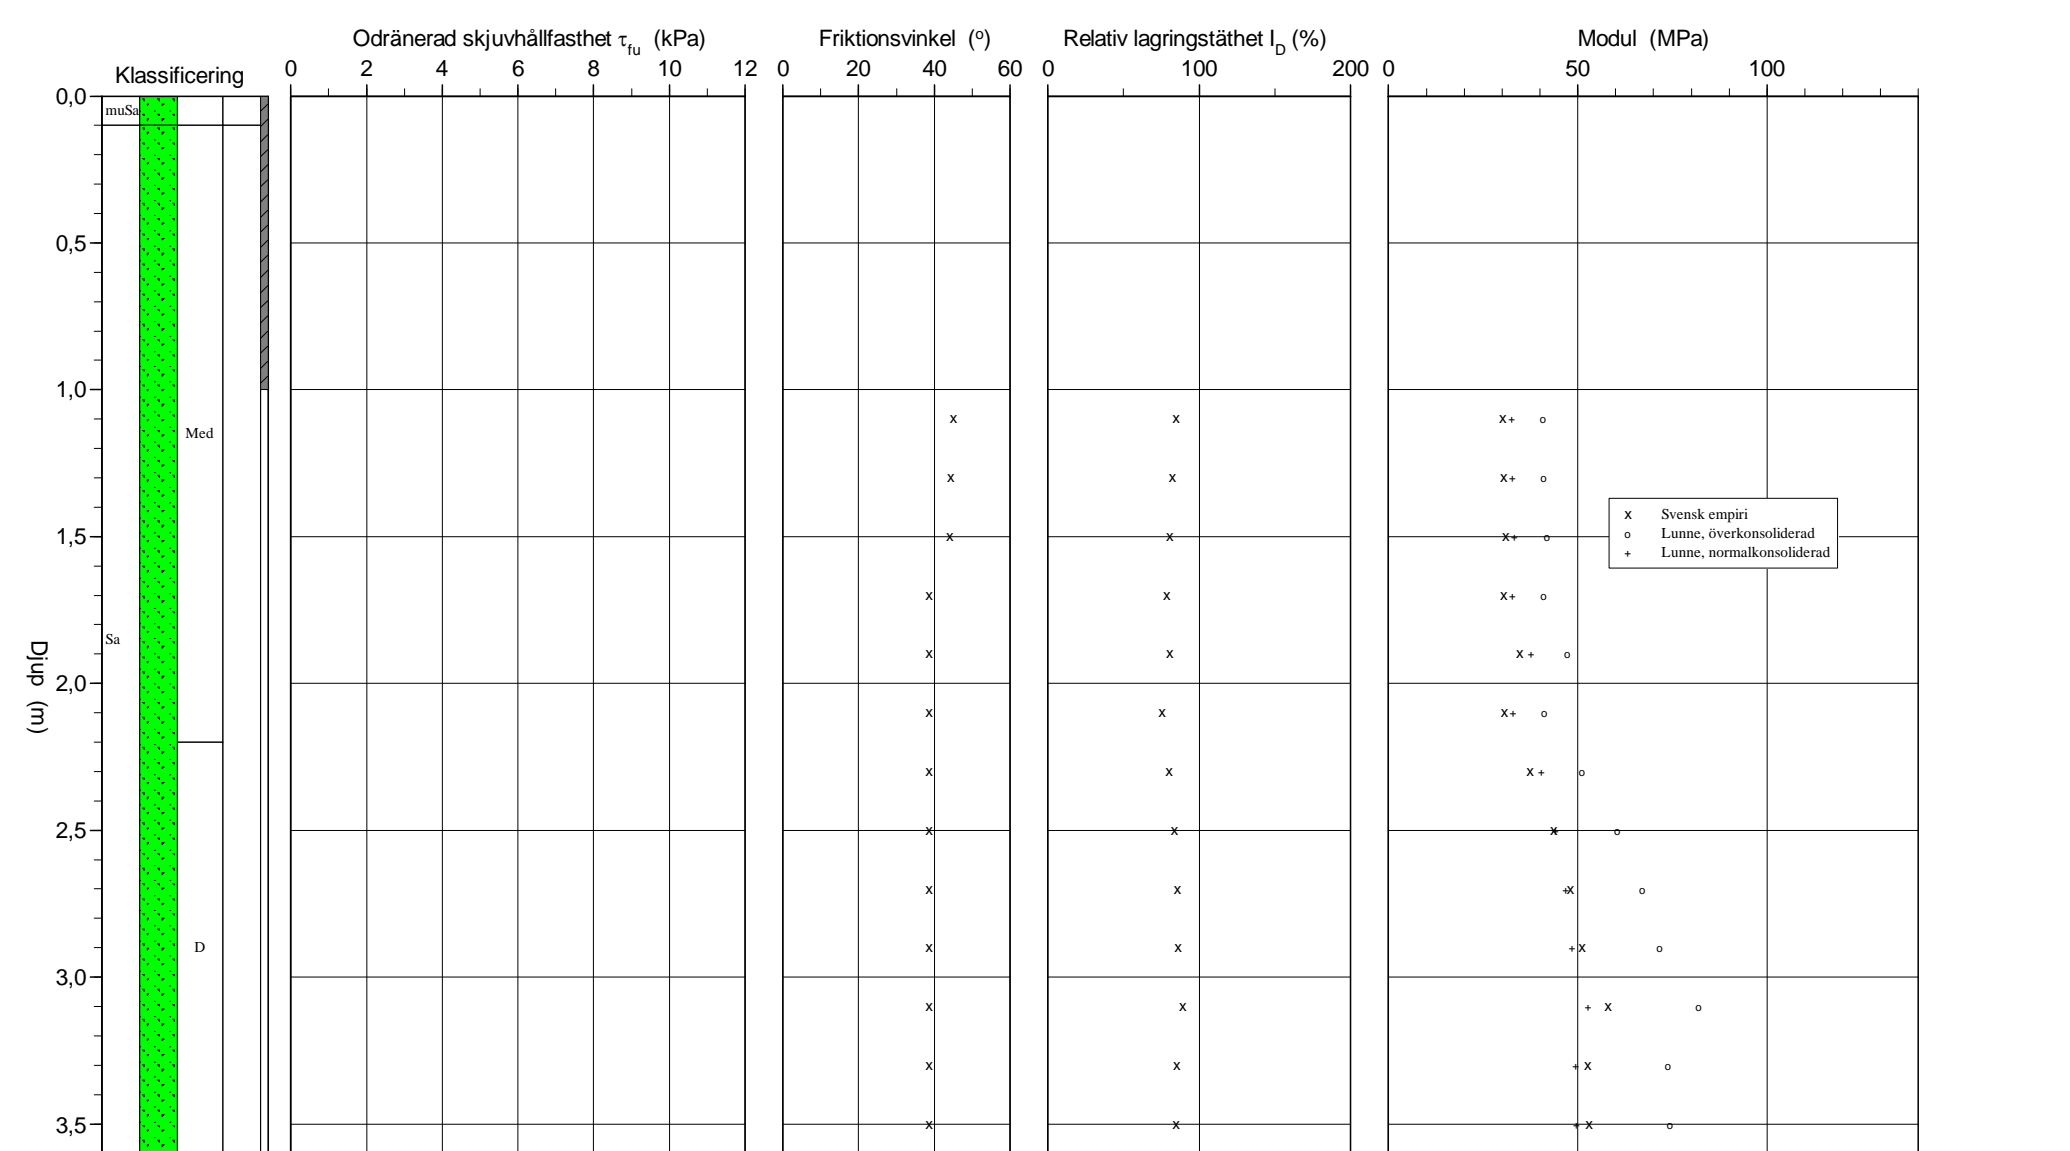 Odränerad skjuvhållfasthet τfu (kPa)
Friktionsvinkel (o)
Relativ lagringstäthet ID (%)
Modul (MPa)
Klassificering
0 2 4 6 8 10 12
0 20 40 60
0 100 200
0 50 100
0,0
muSa
0,5
1,0
Med
1,5
x Svensk empiri
o Lunne, överkonsoliderad
+ Lunne, normalkonsoliderad
Sa
Djup (m)
2,0
2,5
D
3,0
3,5